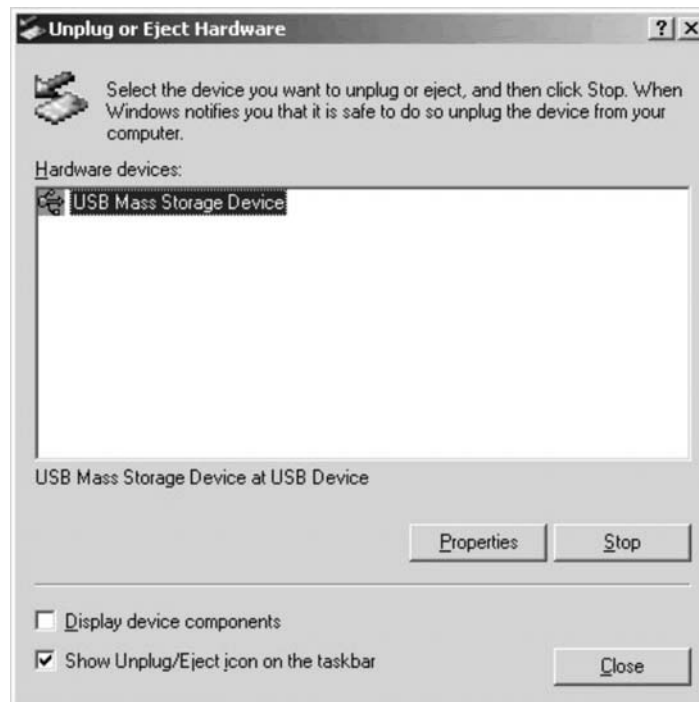 Unplug or Eject Hardware
Select the device you want to unplug or eject, and then click Stop. When
Windows notifies you that it is safe to do so unplug the device from your
computer.
Hardware devices:
USB Mass Storage Device
USB Mass Storage Device at USB Device
Properties
Stop
Display device components
Show Unplug/Eject icon on the taskbar
Close